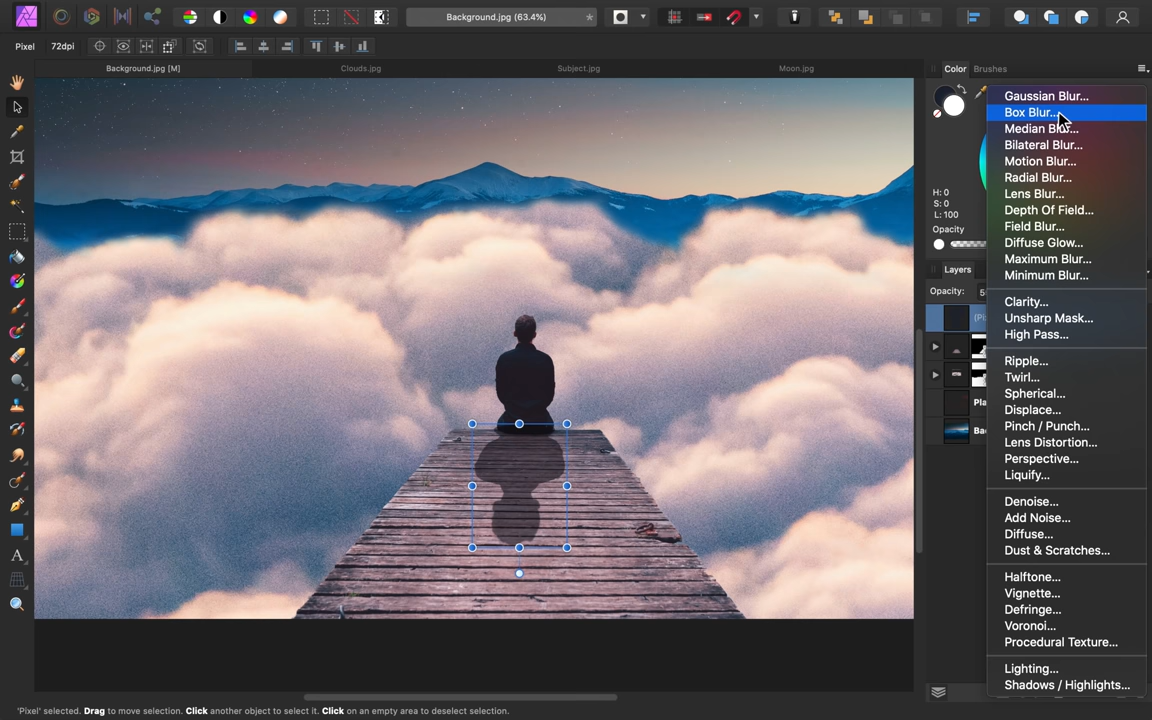 Background.jpg (63.4%)
*
Pixel
72dpi
Background.jpg [M]
Clouds.jpg
Subject.jpg
Moon.jpg
Color
Brushes
H: 0
S: 0
L: 100
Opacity
Layers
Opacity:
Gaussian Blur...
Box Blur...
Median Blur...
Bilateral Blur...
Motion Blur...
Radial Blur...
Lens Blur...
Depth Of Field...
Field Blur...
Diffuse Glow...
Maximum Blur...
Minimum Blur...
Clarity...
Unsharp Mask...
High Pass...
Ripple...
Twirl...
Spherical...
Displace...
Pinch / Punch...
Lens Distortion...
Perspective...
Liquify...
Denoise...
Add Noise...
Diffuse...
Dust & Scratches...
Halftone...
Vignette...
Defringe...
Voronoi...
Procedural Texture...
Lighting...
Shadows / Highlights...
'Pixel' selected. Drag to move selection. Click another object to select it. Click on an empty area to deselect selection.